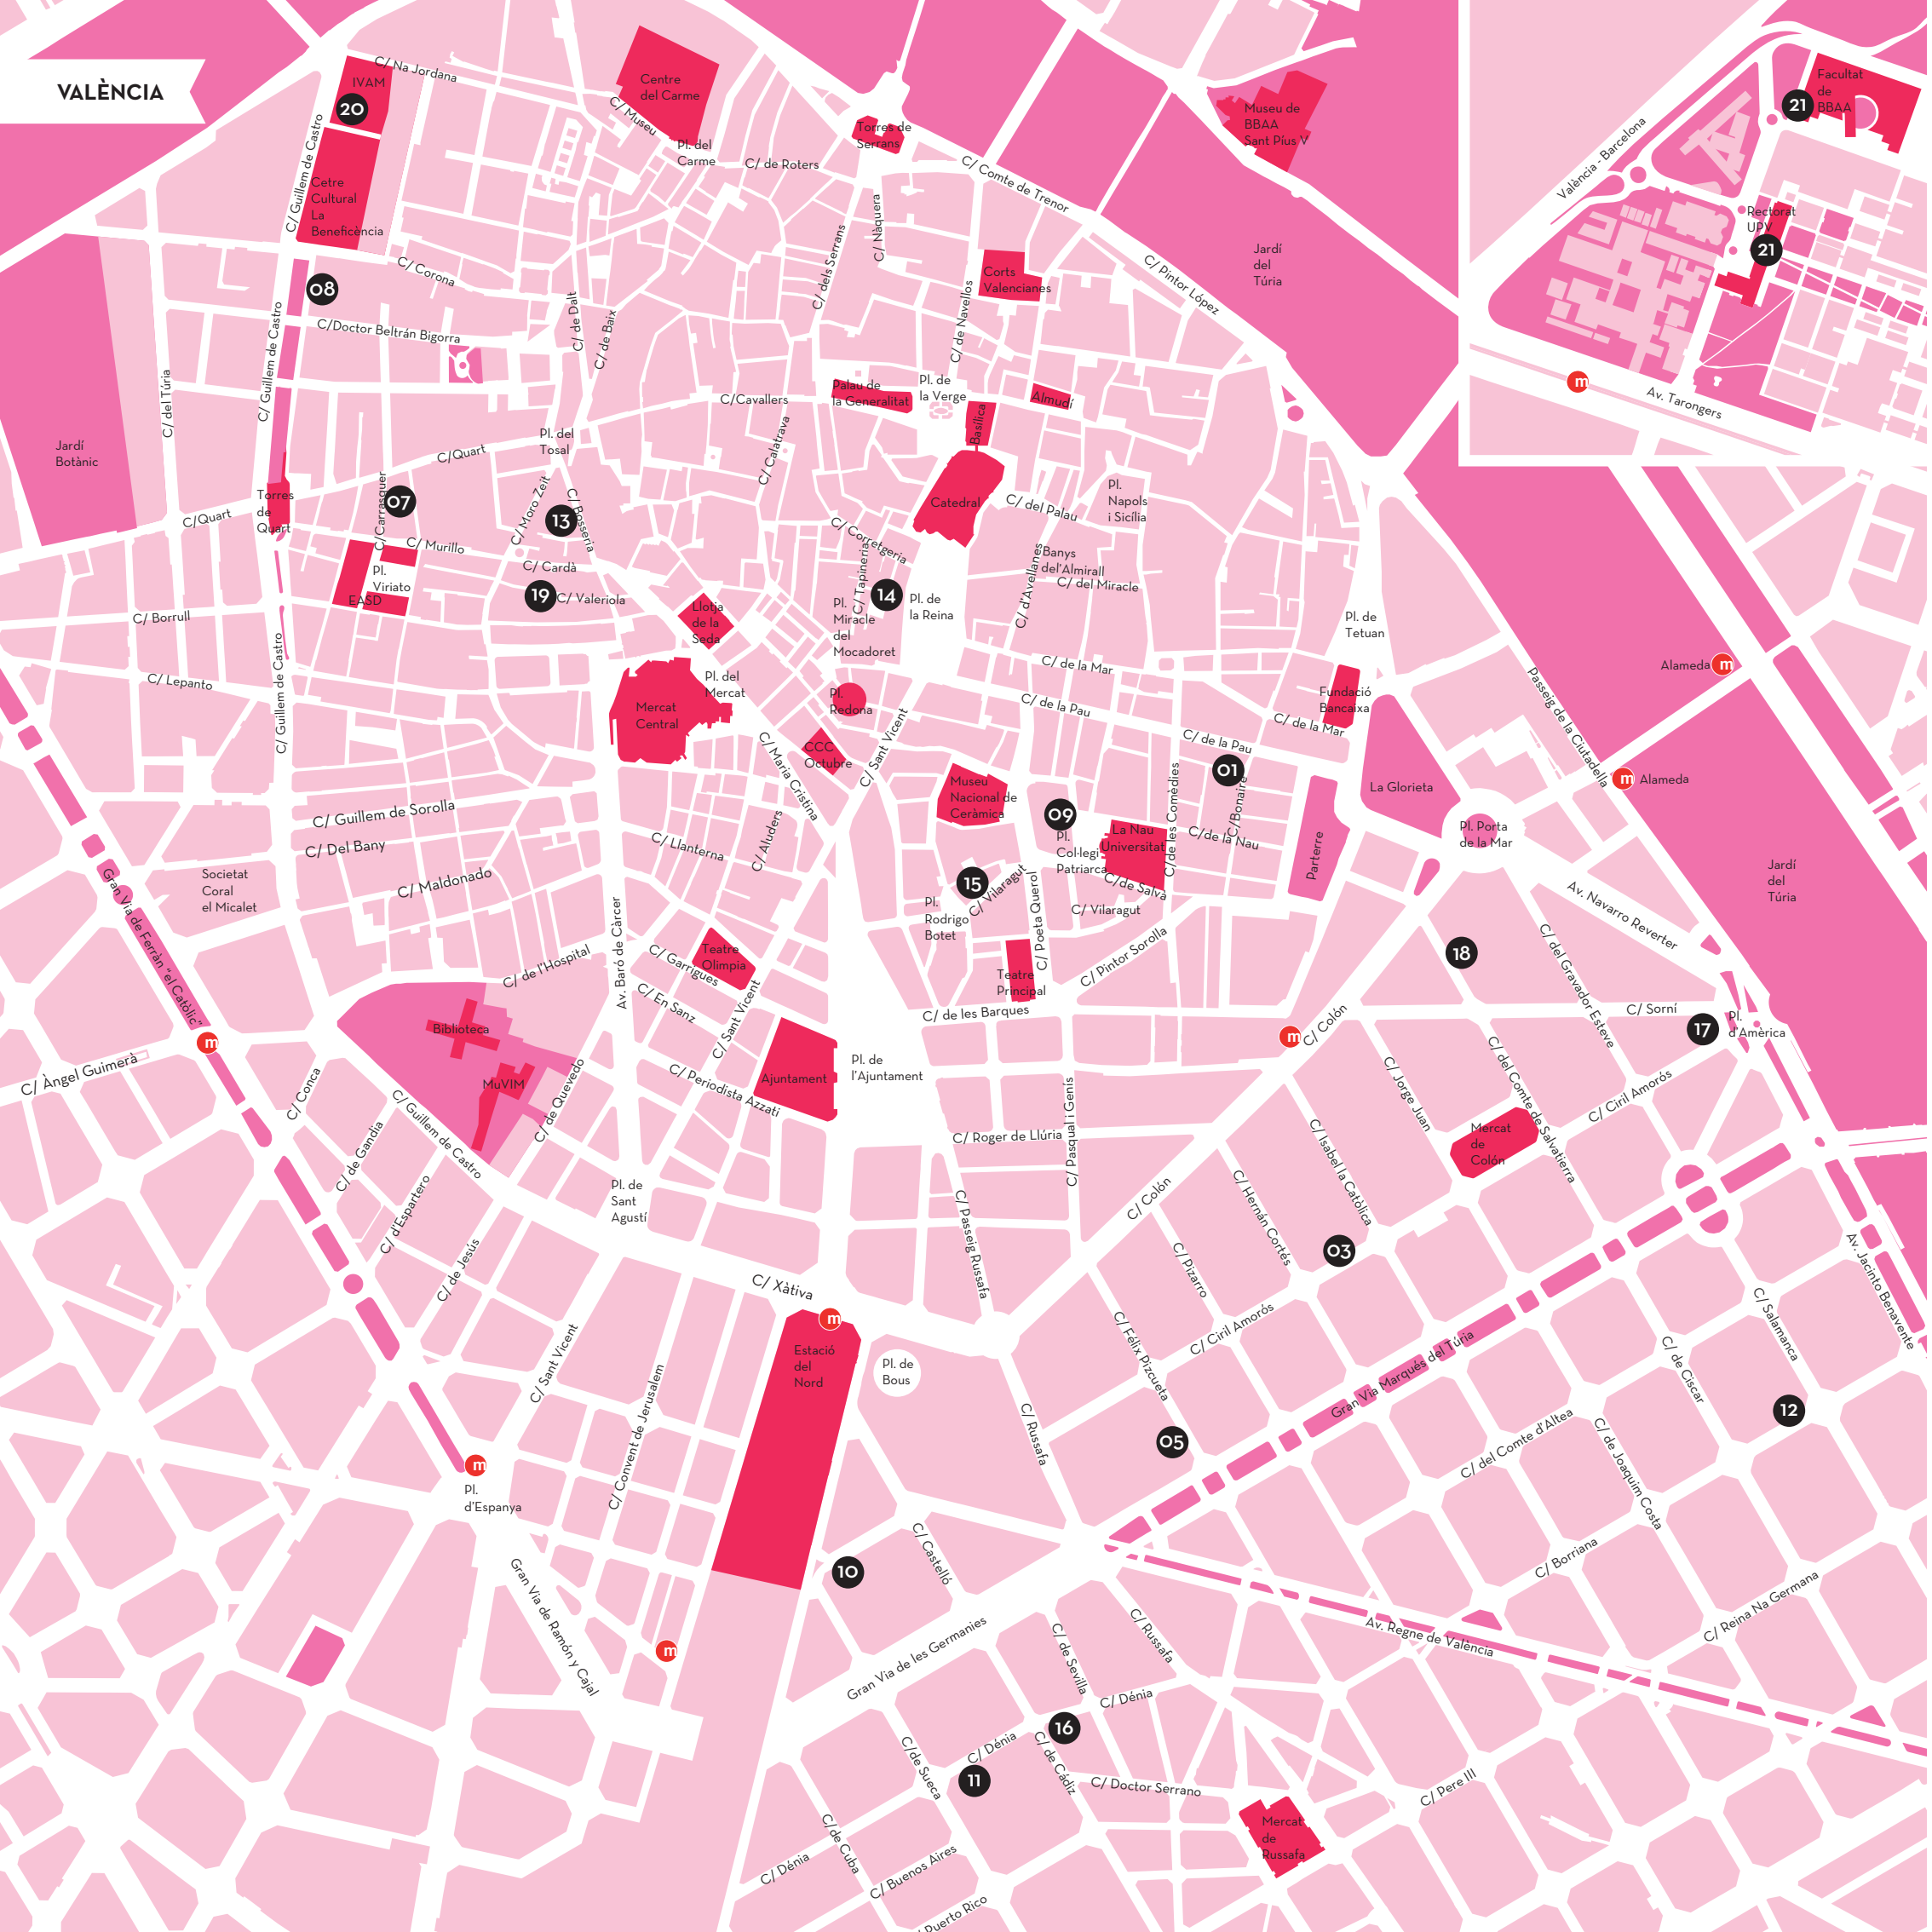 VALÈNCIA
IVAM
20
C/ Na Jordana
Centre
del Carme
C/ Museu
Pl. del
Carme
Torres de
Serrans
C/ de Roters
C/ Comte de Trenor
Museu de
BBAA
Sant Píus V
Facultat
de
BBAA
21
València - Barcelona
Rectorat
UPV
21
m
Av. Tarongers
C/ Guillem de Castro
Cetre
Cultural
La
Beneficència
08
C/ Corona
C/Doctor Beltrán Bigorra
C/ Guillem de Castro
C/ de Dalt
C/ de Baix
C/ dels Serrans
C/ Nàquera
C/ de Navellos
Corts
Valencianes
C/ Pintor López
Jardí
del
Túria
C/ del Túria
Jardí
Botànic
C/Cavallers
Palau de
la Generalitat
Pl. de
la Verge
Almudí
Basílica
Pl. del
Tosal
C/ Calatrava
C/Quart
C/Quart
Torres
de
Quart
C/Carrasquer
07
C/ Moro Zeit
13
C/ Bosseria
Catedral
C/ del Palau
Pl.
Napols
i Sicília
C/ Corretgeria
C/ Murillo
C/ Cardà
Pl.
Viriato
EASD
19
C/ Valeriola
C/ Tapineria
14
Pl. de
la Reina
Pl.
Miracle
del
Mocadoret
C/ d'Avellanes
Banys
del'Almirall
C/ del Miracle
Llotja
de la
Seda
Pl. de
Tetuan
C/ Borrull
C/ Guillem de Castro
C/ Lepanto
Mercat
Central
Pl. del
Mercat
Pl.
Redona
C/ de la Mar
C/ de la Pau
Fundació
Bancaixa
C/ de la Mar
Alameda
m
Passeig de la Ciutadella
m
Alameda
C/ Maria Cristina
CCC
Octubre
C/ Sant Vicent
C/ de la Pau
01
C/Bonaire
La Glorieta
Museu
Nacional de
Ceràmica
09
Pl.
Col·legi
Patriarca
La Nau
Universitat
C/de les Comèdies
C/de la Nau
Parterre
Pl. Porta
de la Mar
C/ Guillem de Sorolla
C/ Del Bany
C/ Maldonado
C/ Llanterna
C/ Aluders
15
C/ Vilaragut
C/de Salvà
C/ Vilaragut
Pl.
Rodrigo
Botet
C/ Poeta Querol
Societat
Coral
el Micalet
Gran Via de Ferràn "el Catòlic"
Av. Baró de Carcer
C/ de l'Hospital
Teatre
Olimpia
C/ Garrigues
C/ En Sanz
C/ Sant Vicent
Teatre
Principal
C/ Pintor Sorolla
C/ de les Barques
Jardí
del
Túria
Av. Navarro Reverter
18
C/ del Gravador Esteve
C/ Sorní
17
Pl.
d'Amèrica
m
C/ Colón
Biblioteca
MuVIM
m
C/ Àngel Guimerà
C/ Conca
C/ de Gandia
C/ Guillem de Castro
C/ de Quevedo
C/ Periodista Azzati
Ajuntament
Pl. de
l'Ajuntament
C/ Pasqual i Genís
C/ Roger de Llúria
C/ Jorge Juan
C/ del Comte de Salvatierra
C/ Ciril Amorós
Mercat
de
Colón
C/ Isabel la Catòlica
C/ Hernán Cortés
C/ Colón
C/ d'Espartero
C/ de Jesús
Pl. de
Sant
Agustí
C/ Passeig Russafa
03
C/ Pizarro
C/ Xàtiva
m
C/ Ciril Amorós
C/ Félix Pizcueta
Gran Via Marqués del Túria
Av. Jacinto Benavente
C/ Salamanca
C/ de Ciscar
Estació
del
Nord
Pl. de
Bous
C/ Sant Vicent
C/ Convent de Jerusalem
C/ Russafa
05
12
C/ del Comte d'Altea
C/ de Joaquim Costa
m
Pl.
d'Espanya
10
C/ Castelló
C/ Borriana
C/ Reina Na Germana
Gran Via de Ramón y Cajal
m
Gran Via de les Germanies
C/ de Sevilla
C/ Russafa
Av. Regne de València
C/ Dénia
16
C/ Dénia
C/ de Cádiz
11
C/de Sueca
C/ Doctor Serrano
C/ Pere III
Mercat
de
Russafa
C/ de Cuba
C/ Dénia
C/ Buenos Aires
Puerto Rico